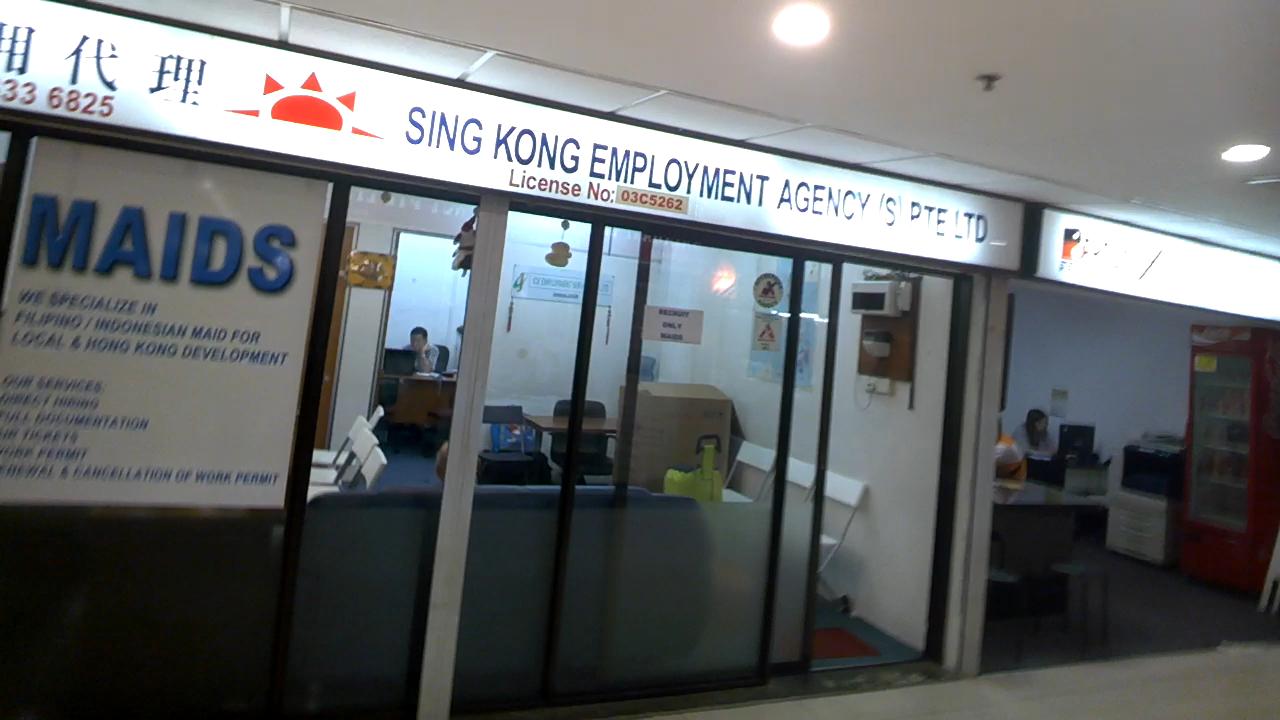 佣代理
333 6825
SING KONG EMPLOYMENT AGENCY (S) PTE LTD
License No: 03C5262
MAIDS
WE SPECIALIZE IN
FILIPINO / INDONESIAN MAID FOR
LOCAL & HONG KONG DEVELOPMENT
OUR SERVICES:
DIRECT HIRING
FULL DOCUMENTATION
AIR TICKETS
WORK PERMIT
RENEWAL & CANCELLATION OF WORK PERMIT
RECRUIT
ONLY
MAIDS